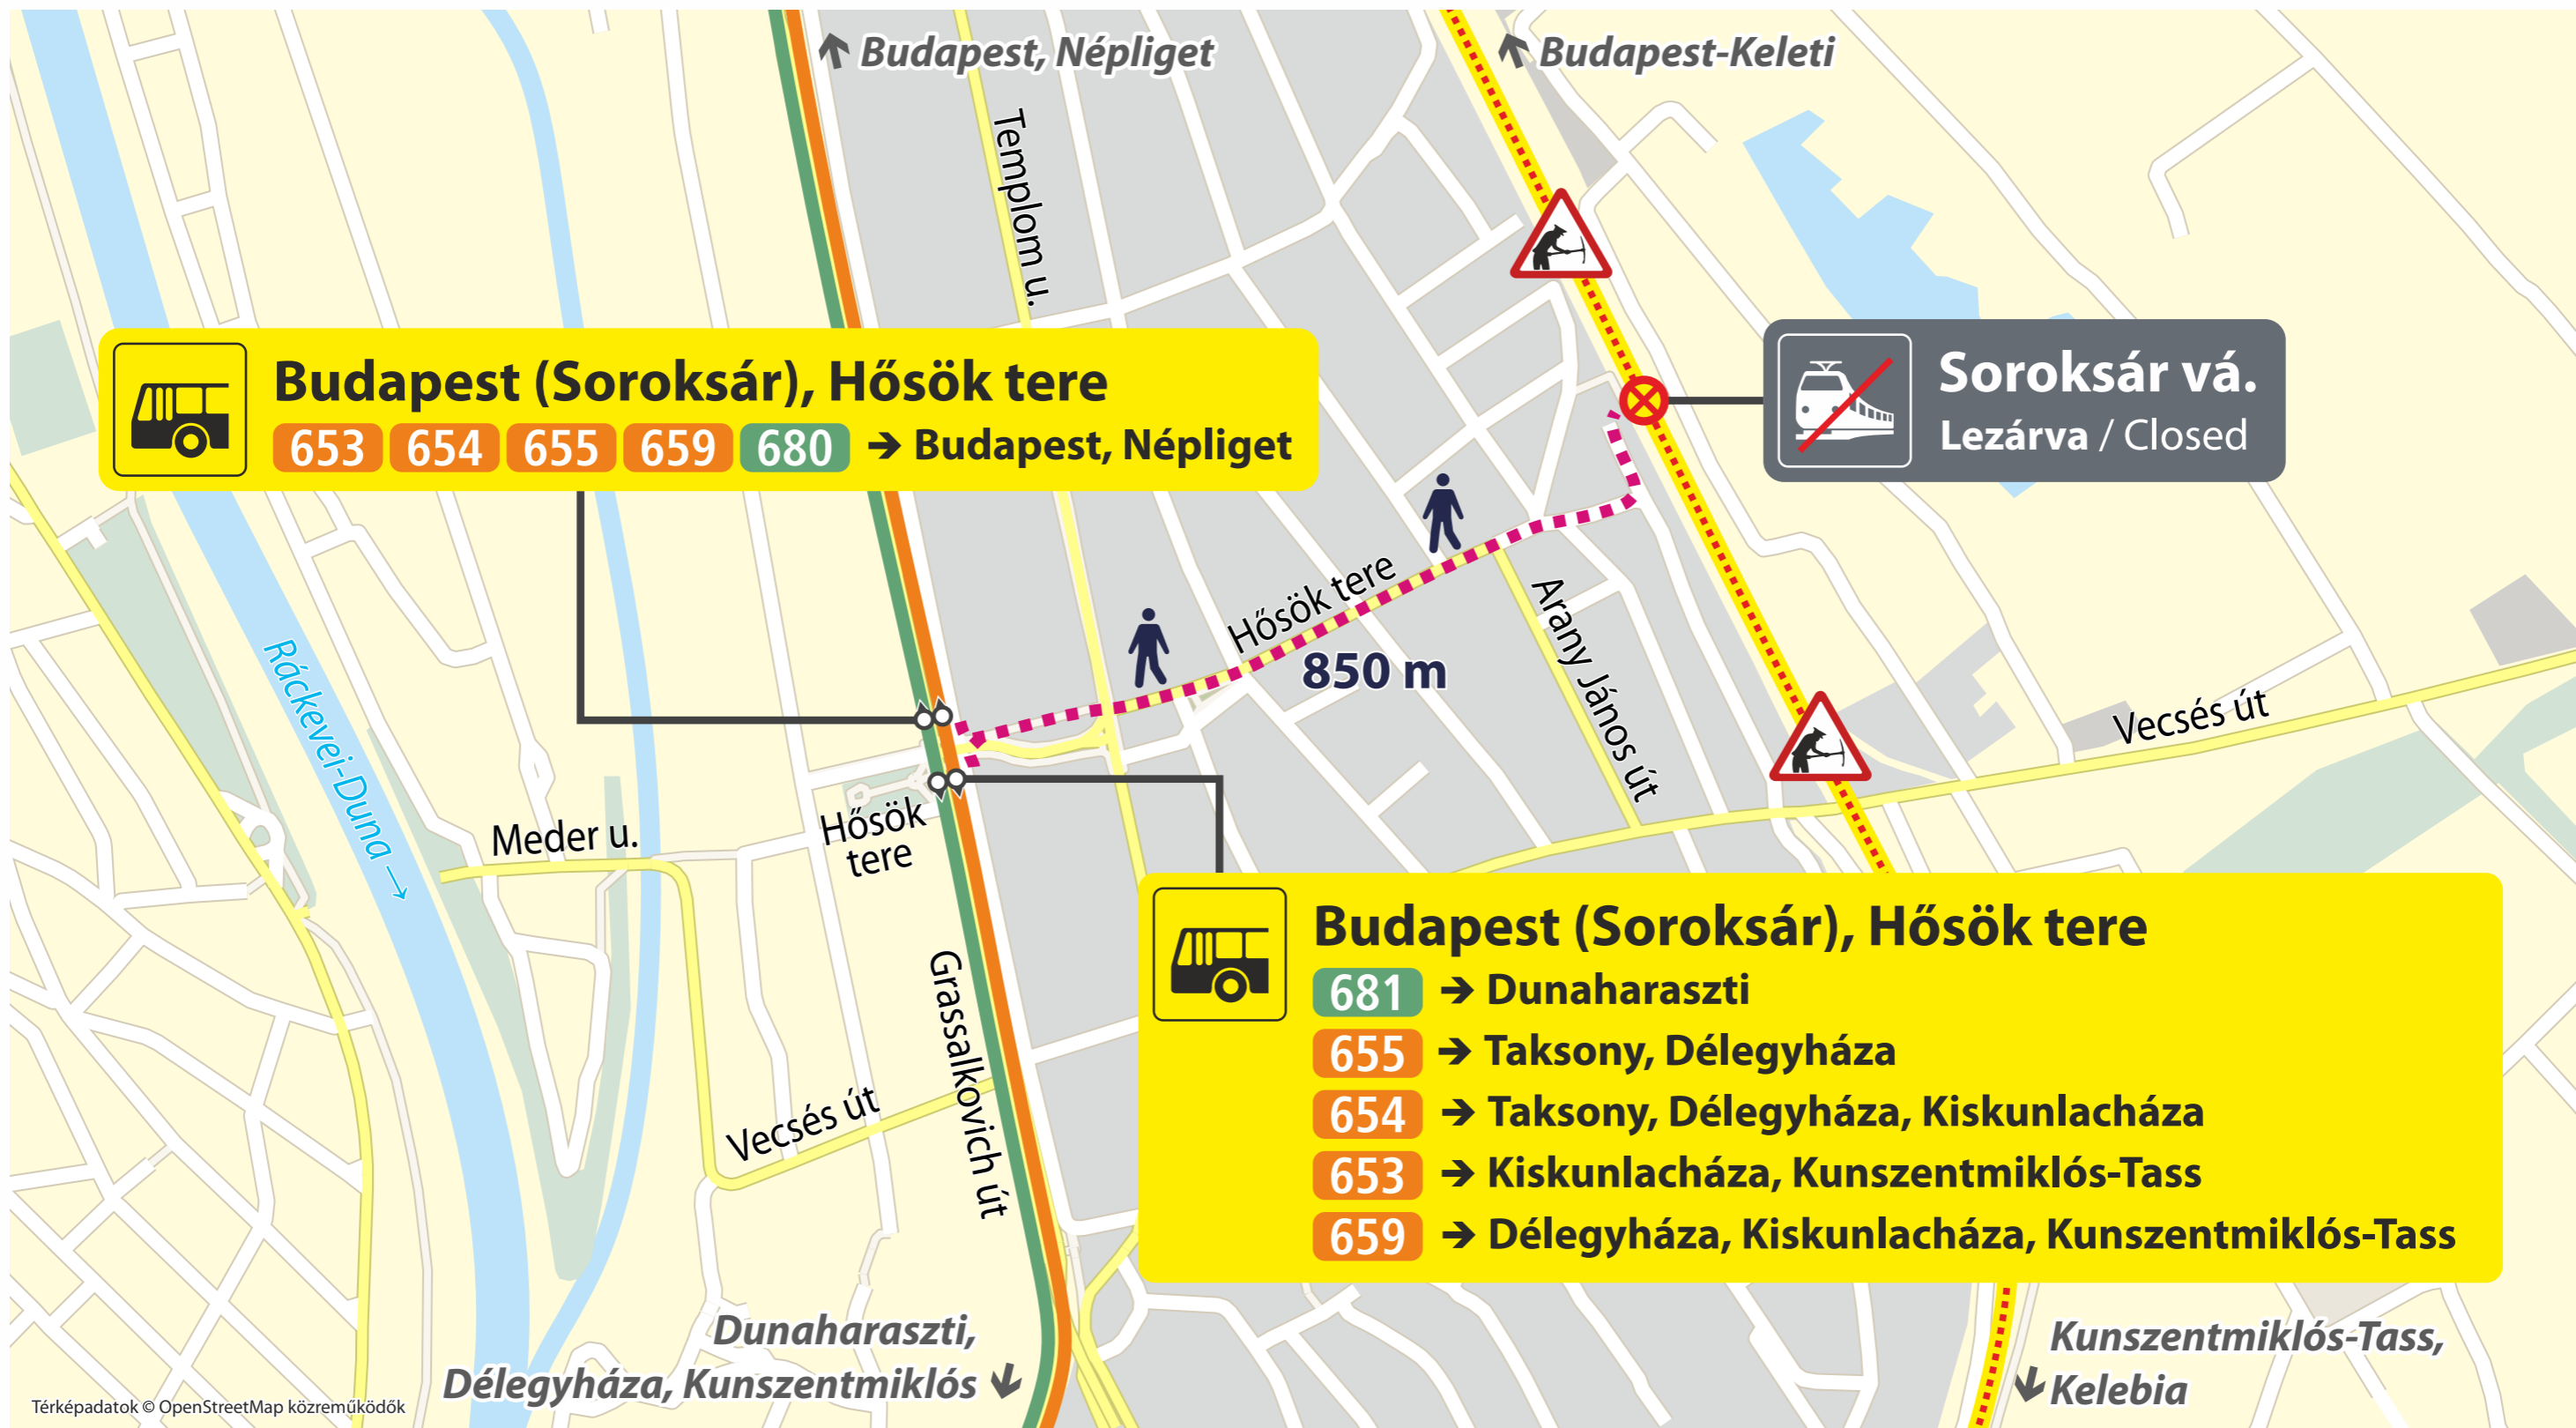 Budapest, Népliget
Budapest-Keleti
Templom u.
Budapest (Soroksár), Hősök tere
653 654 655 659 680 → Budapest, Népliget
Soroksár vá.
Lezárva / Closed
Hősök tere
850 m
Arany János út
Vecsés út
Ráckevei-Duna →
Meder u.
Hősök
tere
Grassalkovich út
Vecsés út
Budapest (Soroksár), Hősök tere
681 → Dunaharaszti
655 → Taksony, Délegyháza
654 → Taksony, Délegyháza, Kiskunlacháza
653 → Kiskunlacháza, Kunszentmiklós-Tass
659 → Délegyháza, Kiskunlacháza, Kunszentmiklós-Tass
Dunaharaszti,
Délegyháza, Kunszentmiklós
Kunszentmiklós-Tass,
Kelebia
Térképadatok © OpenStreetMap közreműködők